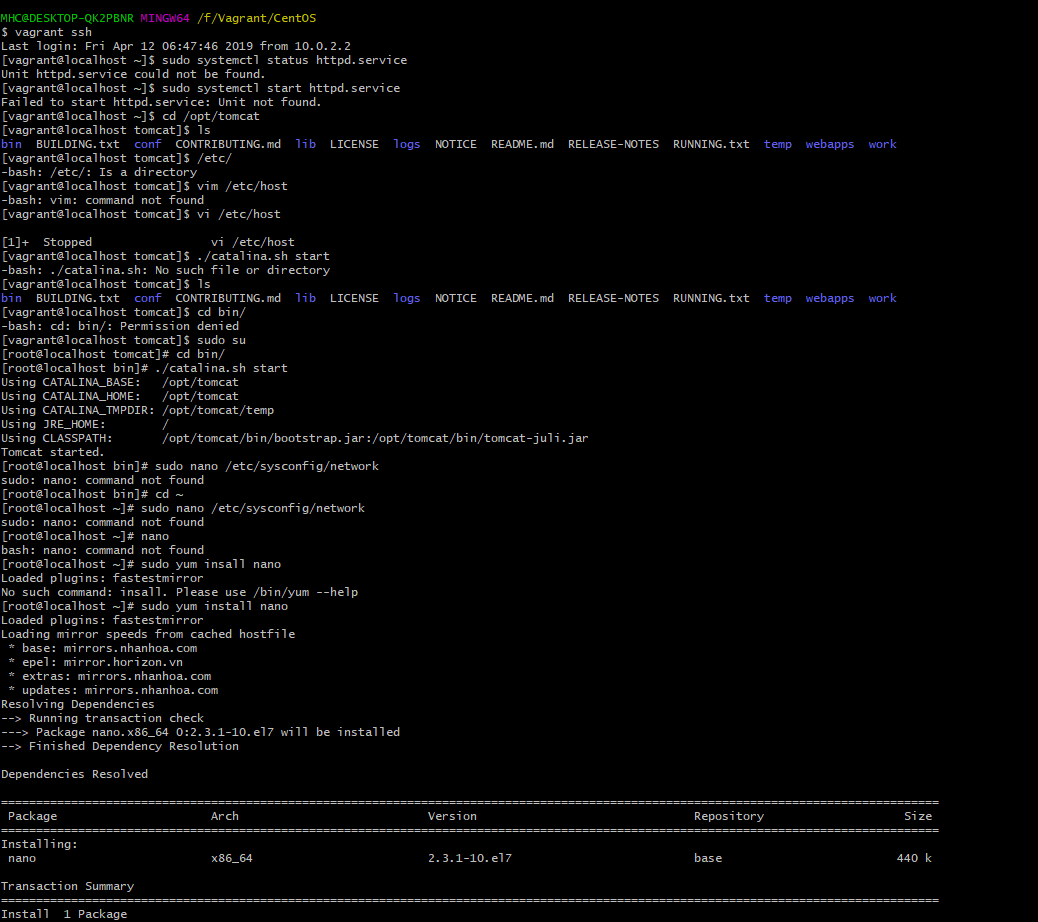 MHC@DESKTOP-QK2PBNR MINGW64 /f/Vagrant/CentOS
$ vagrant ssh
Last login: Fri Apr 12 06:47:46 2019 from 10.0.2.2
[vagrant@localhost ~]$ sudo systemctl status httpd.service
Unit httpd.service could not be found.
[vagrant@localhost ~]$ sudo systemctl start httpd.service
Failed to start httpd.service: Unit not found.
[vagrant@localhost ~]$ cd /opt/tomcat
[vagrant@localhost tomcat]$ ls
bin  BUILDING.txt  conf  CONTRIBUTING.md  lib  LICENSE  logs  NOTICE  README.md  RELEASE-NOTES  RUNNING.txt  temp  webapps  work
[vagrant@localhost tomcat]$ /etc/
-bash: /etc/: Is a directory
[vagrant@localhost tomcat]$ vim /etc/host
-bash: vim: command not found
[vagrant@localhost tomcat]$ vi /etc/host
[1]+  Stopped                 vi /etc/host
[vagrant@localhost tomcat]$ ./catalina.sh start
-bash: ./catalina.sh: No such file or directory
[vagrant@localhost tomcat]$ ls
bin  BUILDING.txt  conf  CONTRIBUTING.md  lib  LICENSE  logs  NOTICE  README.md  RELEASE-NOTES  RUNNING.txt  temp  webapps  work
[vagrant@localhost tomcat]$ cd bin/
-bash: cd: bin/: Permission denied
[vagrant@localhost tomcat]$ sudo su
[root@localhost tomcat]# cd bin/
[root@localhost bin]# ./catalina.sh start
Using CATALINA_BASE:   /opt/tomcat
Using CATALINA_HOME:   /opt/tomcat
Using CATALINA_TMPDIR: /opt/tomcat/temp
Using JRE_HOME:        /
Using CLASSPATH:       /opt/tomcat/bin/bootstrap.jar:/opt/tomcat/bin/tomcat-juli.jar
Tomcat started.
[root@localhost bin]# sudo nano /etc/sysconfig/network
sudo: nano: command not found
[root@localhost bin]# cd ~
[root@localhost ~]# sudo nano /etc/sysconfig/network
sudo: nano: command not found
[root@localhost ~]# nano
bash: nano: command not found
[root@localhost ~]# sudo yum insall nano
Loaded plugins: fastestmirror
No such command: insall. Please use /bin/yum --help
[root@localhost ~]# sudo yum install nano
Loaded plugins: fastestmirror
Loading mirror speeds from cached hostfile
 * base: mirrors.nhanhoa.com
 * epel: mirror.horizon.vn
 * extras: mirrors.nhanhoa.com
 * updates: mirrors.nhanhoa.com
Resolving Dependencies
--> Running transaction check
---> Package nano.x86_64 0:2.3.1-10.el7 will be installed
--> Finished Dependency Resolution
Dependencies Resolved
Package  Arch  Version  Repository  Size
Installing:
 nano  x86_64  2.3.1-10.el7  base  440 k
Transaction Summary
Install  1 Package